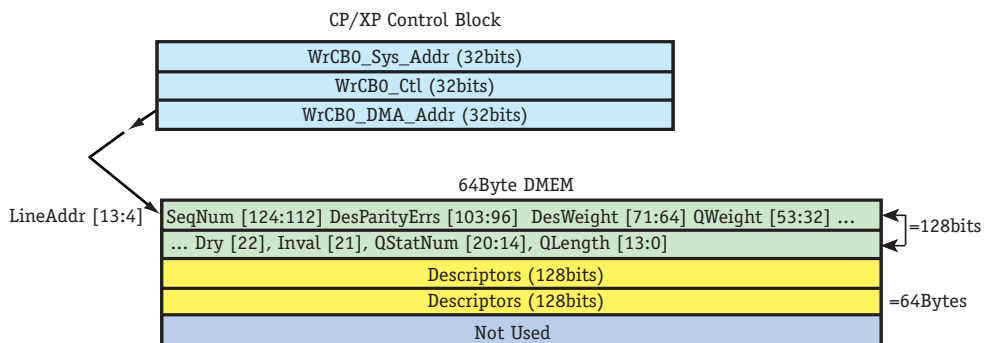 CP/XP Control Block
WrCB0_Sys_Addr (32bits)
WrCB0_Ctl (32bits)
WrCB0_DMA_Addr (32bits)
64Byte DMEM
LineAddr [13:4]
SeqNum [124:112] DesParityErrs [103:96] DesWeight [71:64] QWeight [53:32] ...
=128bits
... Dry [22], Inval [21], QStatNum [20:14], QLength [13:0]
Descriptors (128bits)
Descriptors (128bits)
=64Bytes
Not Used